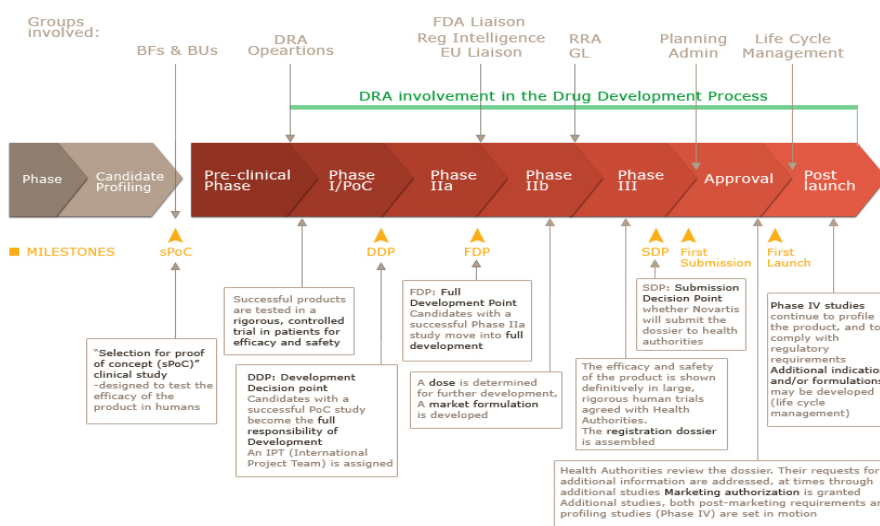 Groups
involved:
BFs & BUs
DRA
Opeartions
FDA Liaison
Reg Intelligence
EU Liaison
RRA
GL
Planning
Admin
Life Cycle
Management
DRA involvement in the Drug Development Process
Phase
Candidate
Profiling
Pre-clinical
Phase
Phase
I/PoC
Phase
IIa
Phase
IIb
Phase
III
Approval
Post
launch
MILESTONES
sPoC
DDP
FDP
SDP
First
Submission
First
Launch
"Selection for proof
of concept (sPoC)"
clinical study
-designed to test the
efficacy of the
product in humans
Successful products
are tested in a
rigorous, controlled
trial in patients for
efficacy and safety
DDP: Development
Decision point
Candidates with a
successful PoC study
become the full
responsibility of
Development
An IPT (International
Project Team) is assigned
FDP: Full
Development Point
Candidates with a
successful Phase IIa
study move into full
development
A dose is determined
for further development,
A market formulation
is developed
SDP: Submission
Decision Point
whether Novartis
will submit the
dossier to health
authorities
The efficacy and safety
of the product is shown
definitively in large,
rigorous human trials
agreed with Health
Authorities.
The registration dossier
is assembled
Phase IV studies
continue to profile
the product, and to
comply with
regulatory
requirements
Additional indication
and/or formulations
may be developed
(life cycle
management)
Health Authorities review the dossier. Their requests for
additional information are addressed, at times through
additional studies Marketing authorization is granted
Additional studies, both post-marketing requirements an
profiling studies (Phase IV) are set in motion